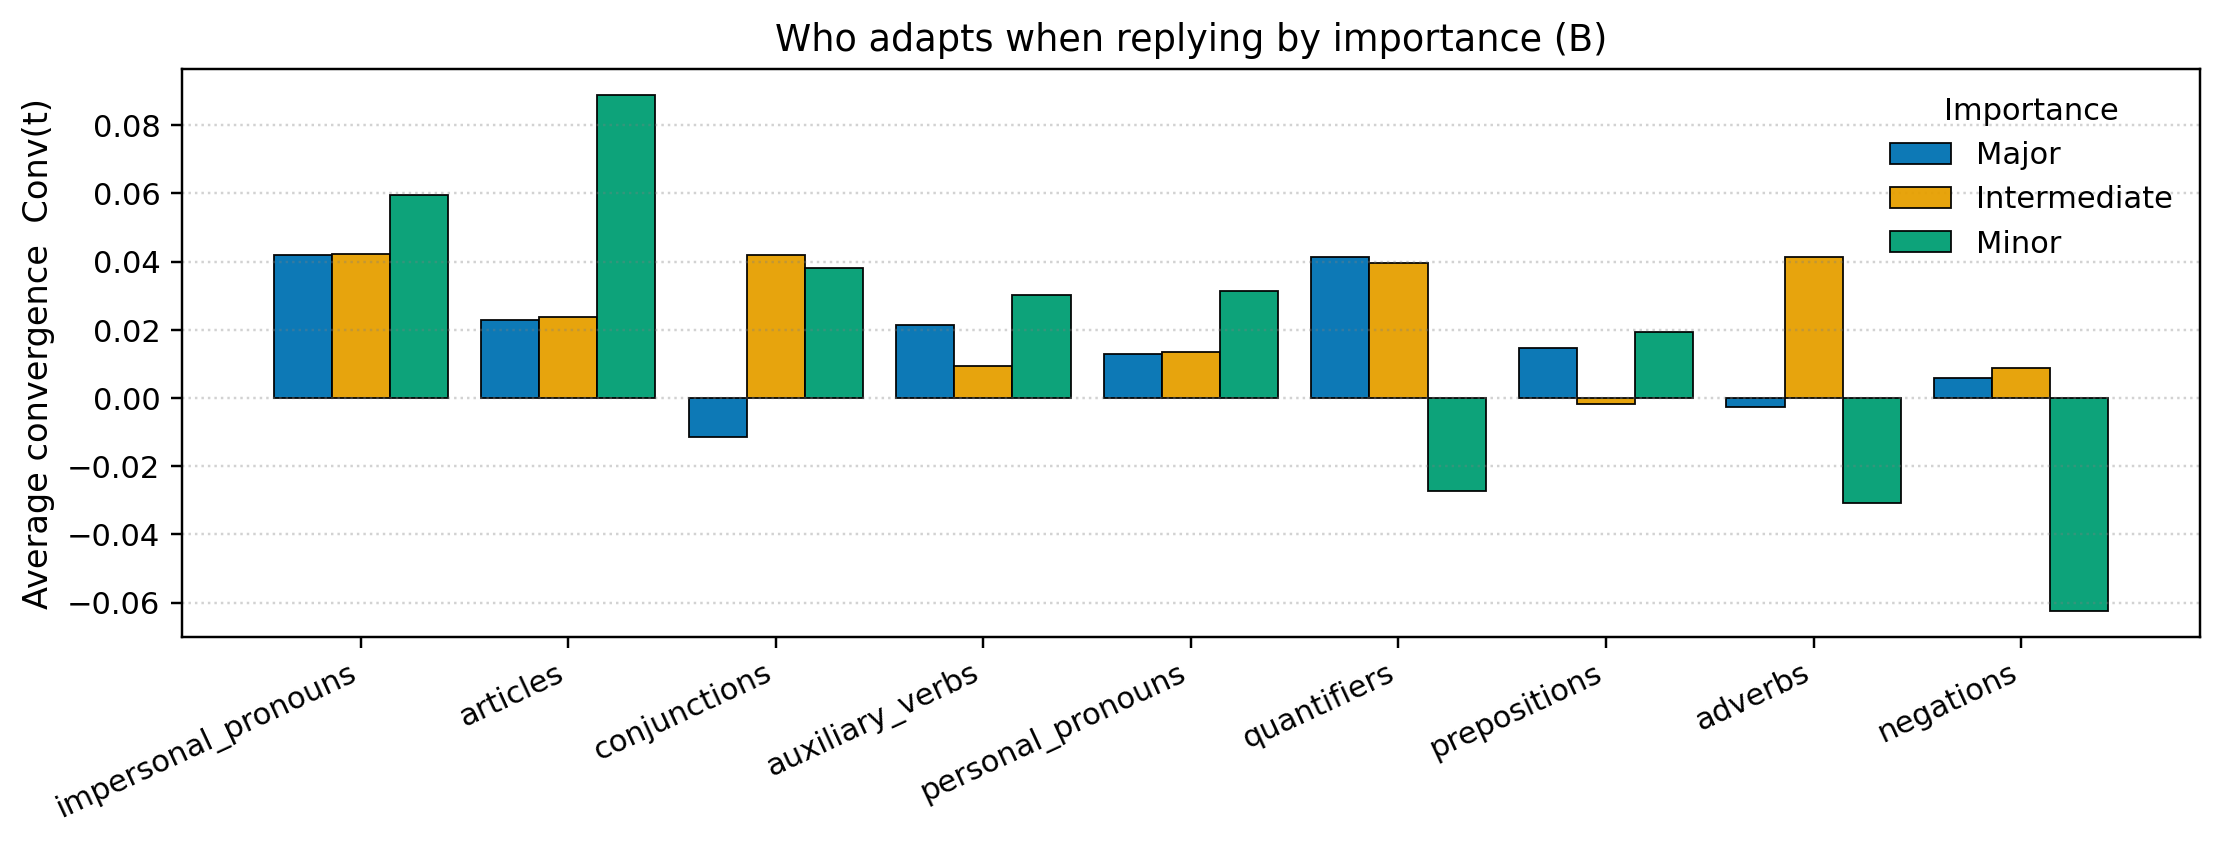 Who adapts when replying by importance (B)
Average convergence  Conv(t)
0.08
0.06
0.04
0.02
0.00
−0.02
−0.04
−0.06
Importance
Major
Intermediate
Minor
impersonal_pronouns
articles
conjunctions
auxiliary_verbs
personal_pronouns
quantifiers
prepositions
adverbs
negations